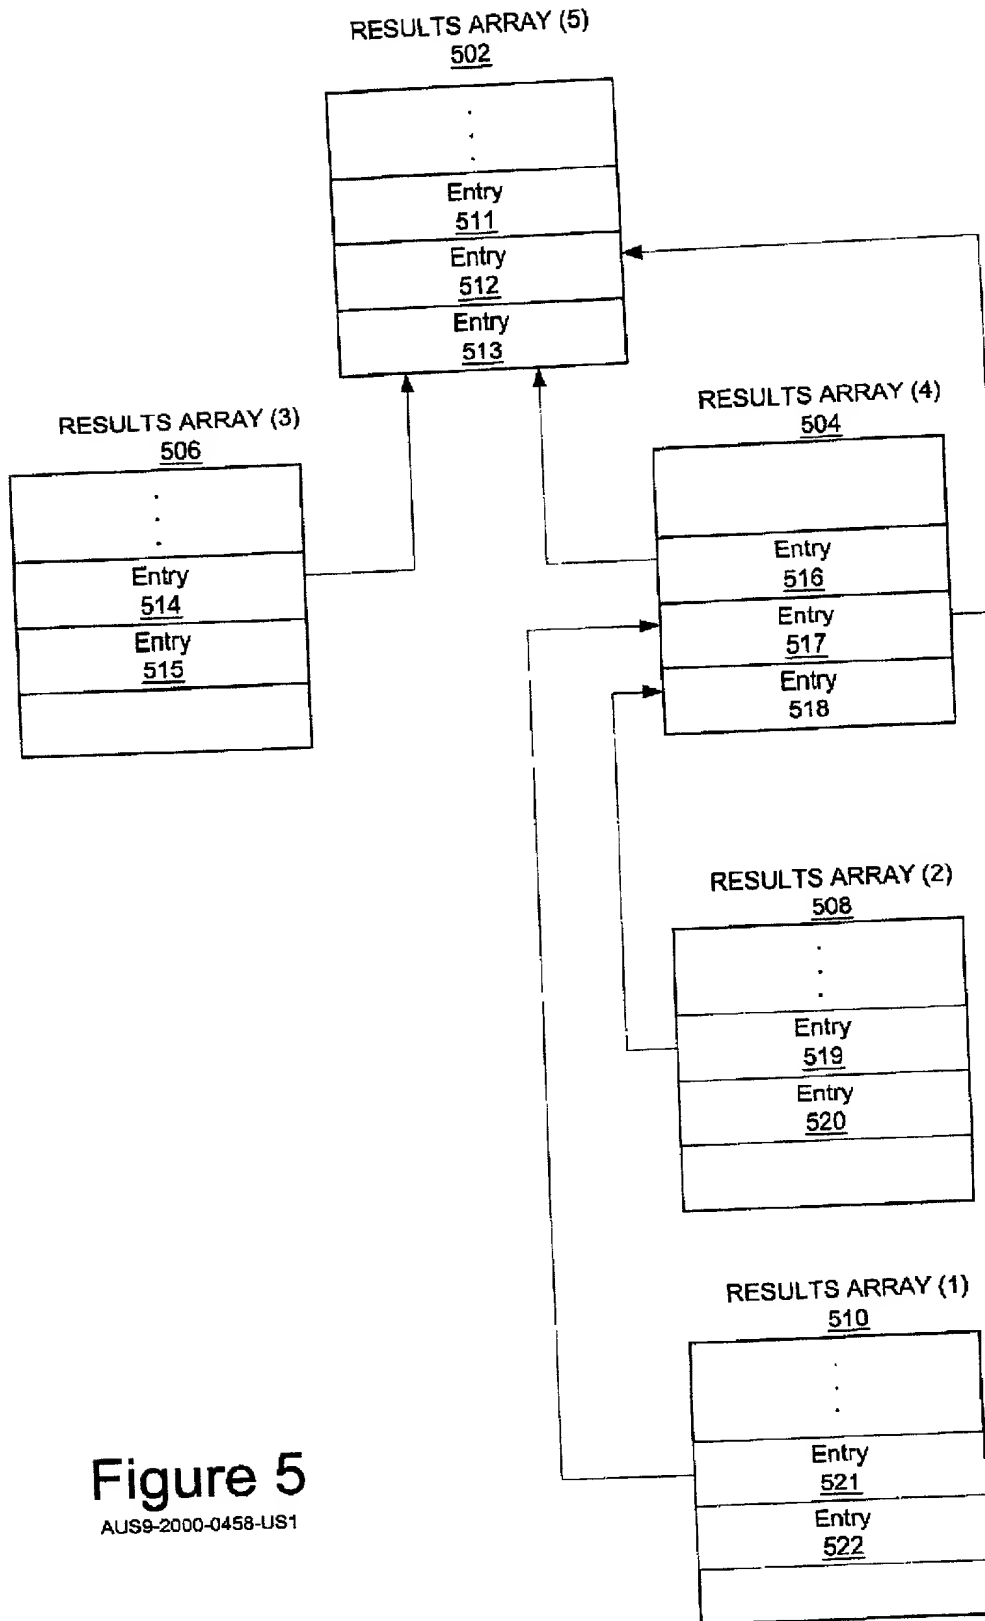 RESULTS ARRAY (5)
502
Entry
511
Entry
512
Entry
513
RESULTS ARRAY (3)
506
Entry
514
Entry
515
RESULTS ARRAY (4)
504
Entry
516
Entry
517
Entry
518
RESULTS ARRAY (2)
508
Entry
519
Entry
520
RESULTS ARRAY (1)
510
Entry
521
Entry
522
Figure 5
AUS9-2000-0458-US1